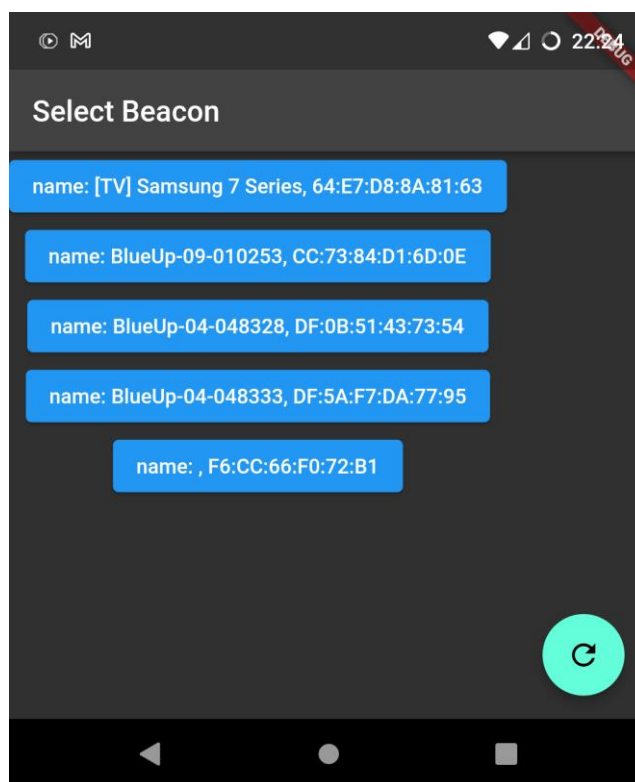 22:24
DEBUG
Select Beacon
name: [TV] Samsung 7 Series, 64:E7:D8:8A:81:63
name: BlueUp-09-010253, CC:73:84:D1:6D:0E
name: BlueUp-04-048328, DF:0B:51:43:73:54
name: BlueUp-04-048333, DF:5A:F7:DA:77:95
name: , F6:CC:66:F0:72:B1